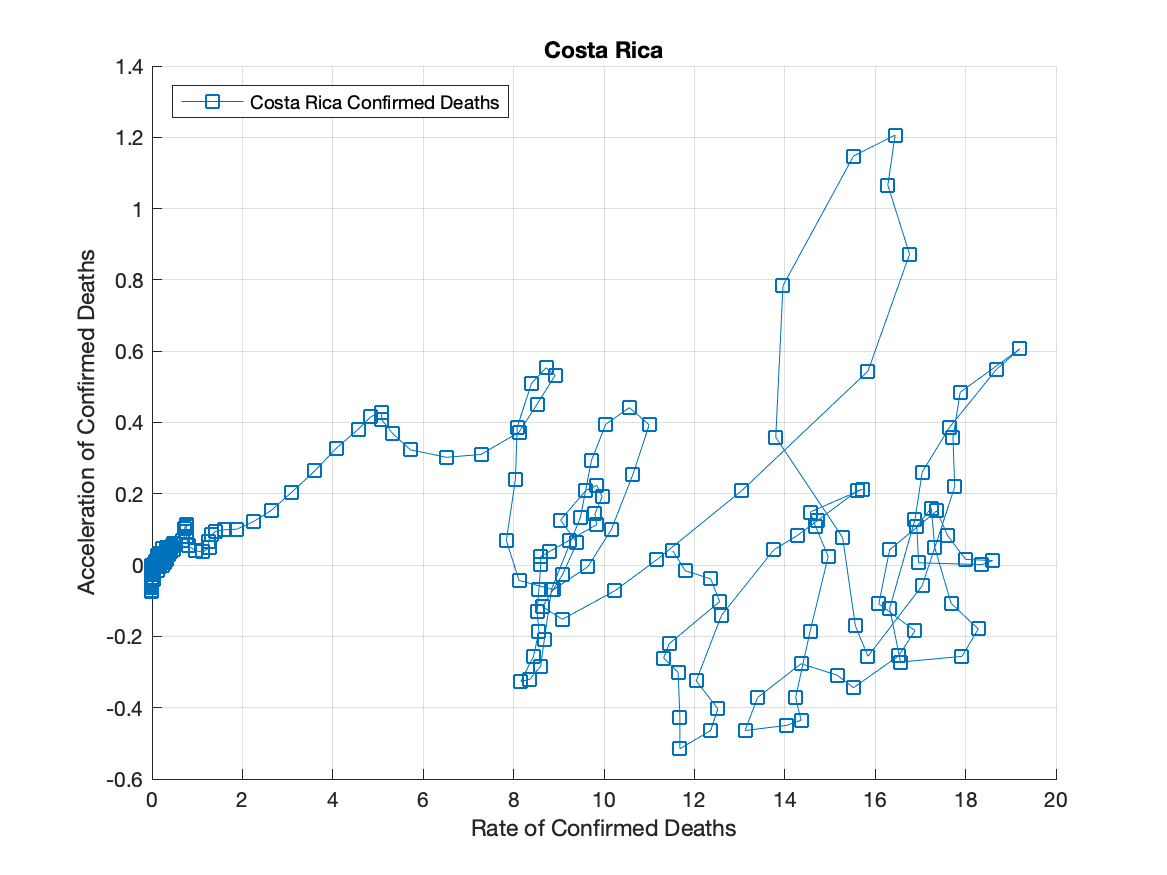 Costa Rica
1.4
Costa Rica Confirmed Deaths
1.2
1
0.8
0.6
0.4
0.2
0
-0.2
-0.4
-0.6
Acceleration of Confirmed Deaths
0 2 4 6 8 10 12 14 16 18 20
Rate of Confirmed Deaths